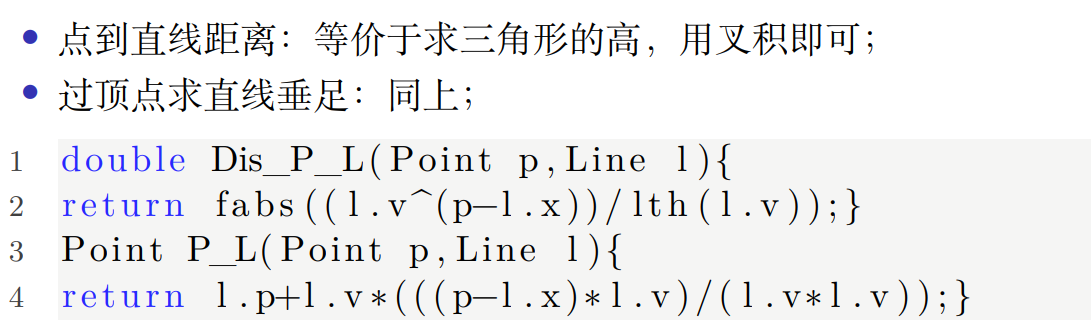 • 点到直线距离：等价于求三角形的高，用叉积即可；
• 过顶点求直线垂足：同上；
1 double Dis_P_L(Point p,Line l){
2 return fabs((l.v^(p−l.x))/lth(l.v));}
3 Point P_L(Point p,Line l){
4 return l.p+l.v*(((p−l.x)*l.v)/(l.v*l.v));}